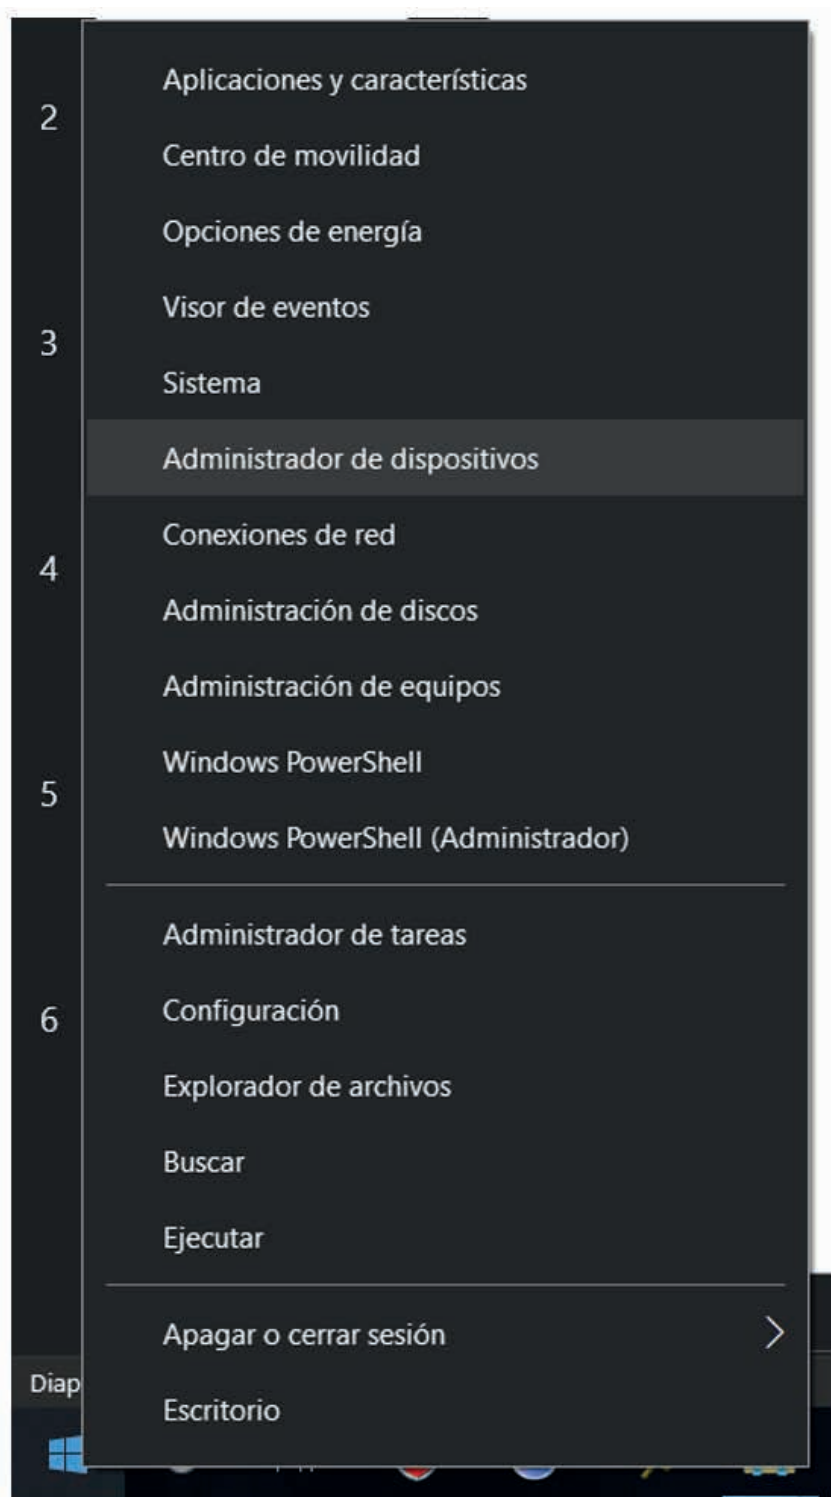 Aplicaciones y características
2
Centro de movilidad
Opciones de energía
Visor de eventos
3
Sistema
Administrador de dispositivos
Conexiones de red
4
Administración de discos
Administración de equipos
Windows PowerShell
5
Windows PowerShell (Administrador)
Administrador de tareas
Configuración
6
Explorador de archivos
Buscar
Ejecutar
Apagar o cerrar sesión
Diap
Escritorio